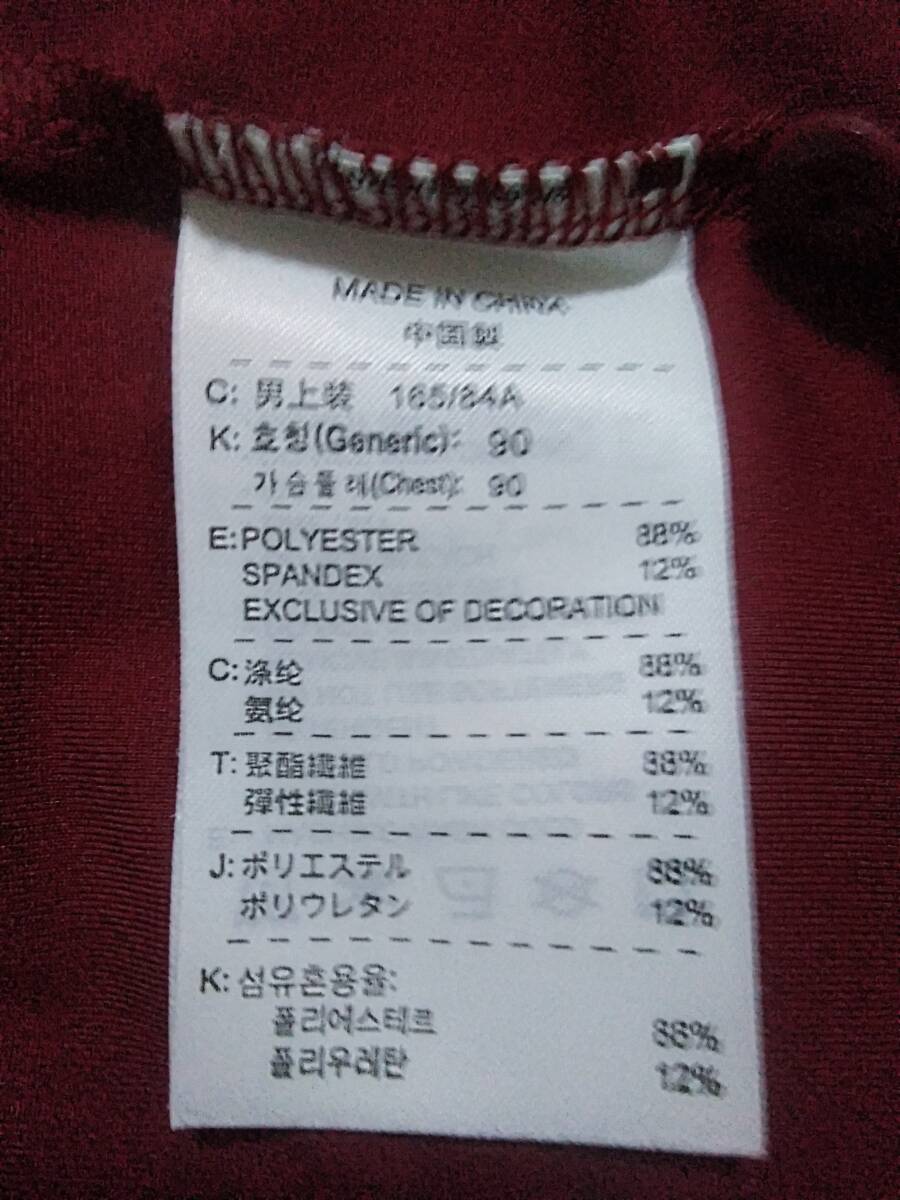 MADE IN CHINA
中国製
C: 男上装 165/84A
K: 호칭(Generic): 90
가슴둘레(Chest): 90
E:POLYESTER 88%
SPANDEX 12%
EXCLUSIVE OF DECORATION
C:涤纶 88%
氨纶 12%
T:聚酯纖維 88%
彈性纖維 12%
J:ポリエステル 88%
ポリウレタン 12%
K:섬유혼용율:
폴리에스테르 88%
폴리우레탄 12%